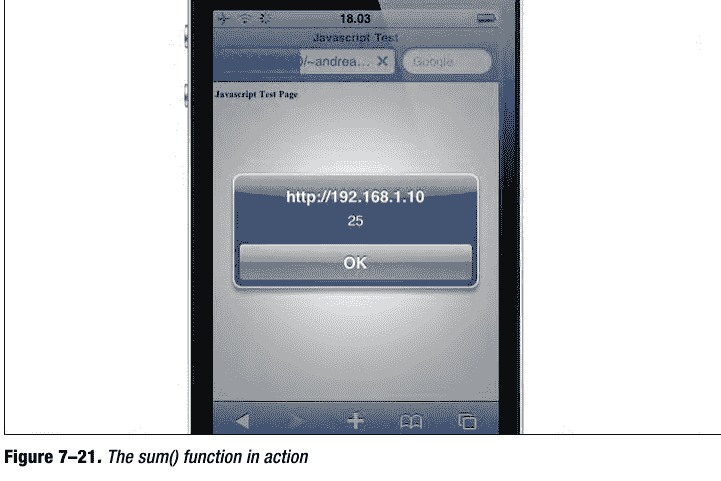 18.03
Javascript Test
0/~andrea...
Google
Javascript Test Page
http://192.168.1.10
25
OK
Figure 7–21. The sum() function in action